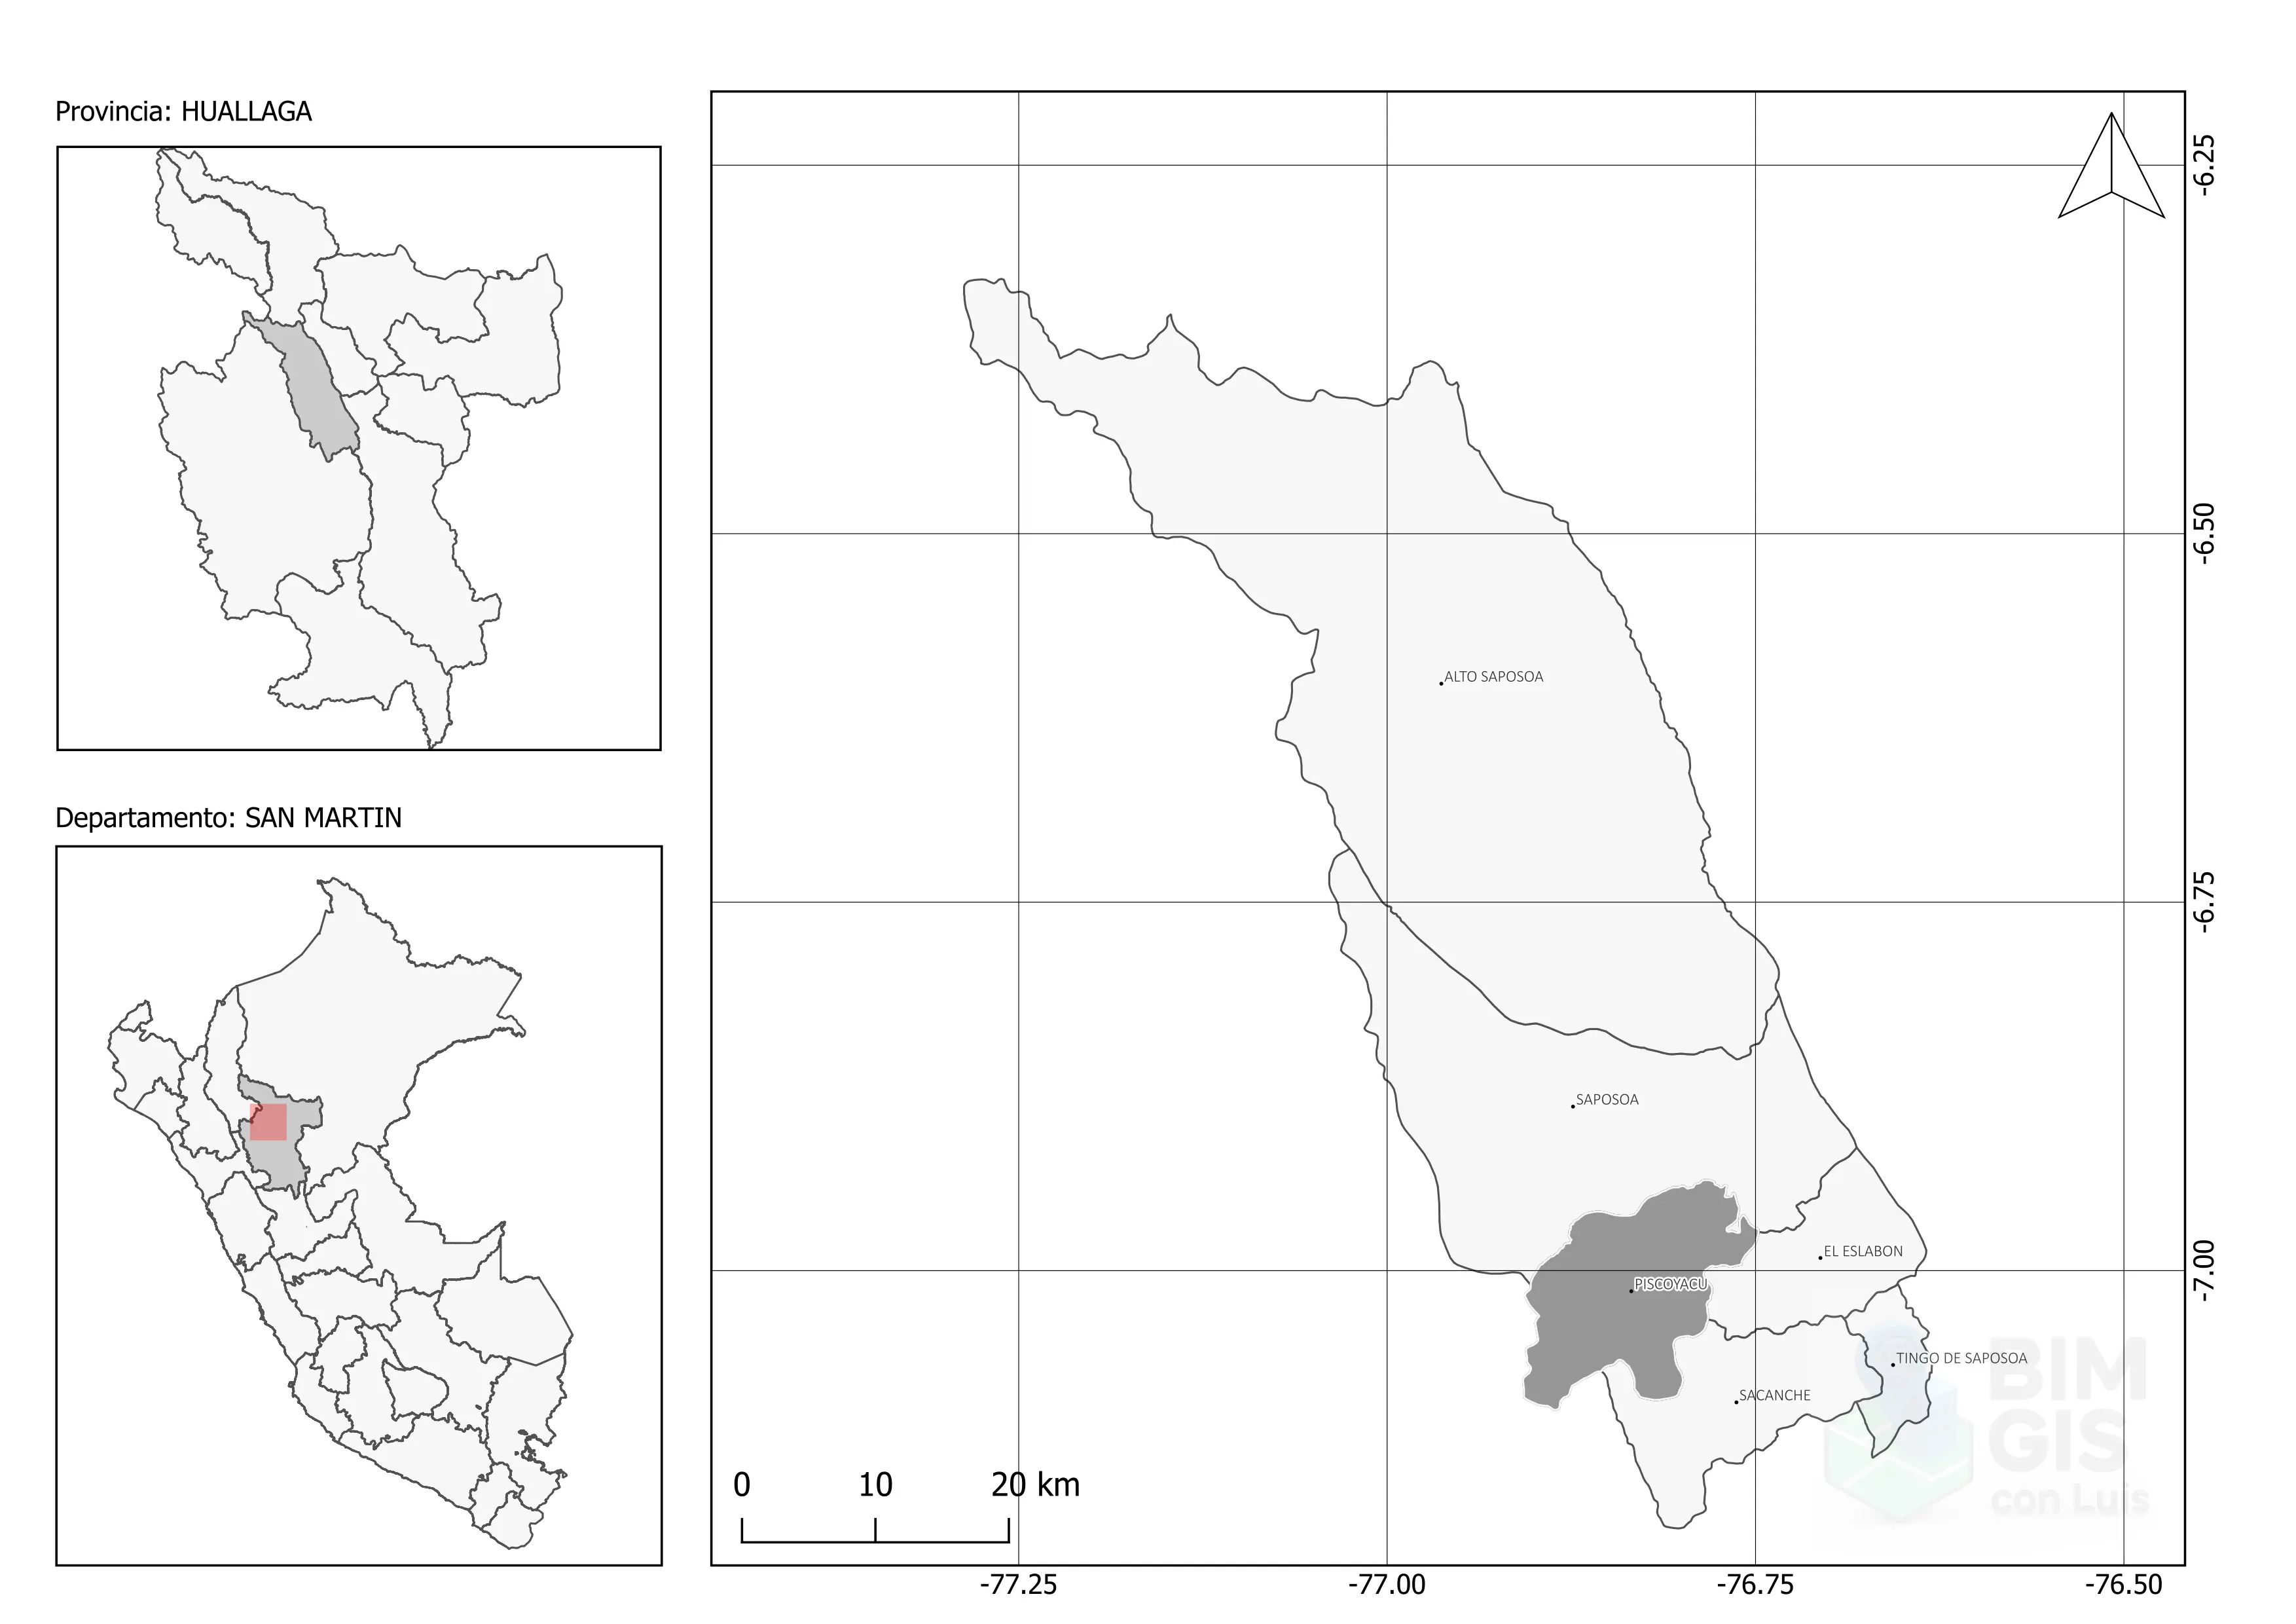 Provincia: HUALLAGA
Departamento: SAN MARTIN
-6.25
-6.50
-6.75
-7.00
ALTO SAPOSOA
SAPOSOA
EL ESLABON
PISCOYACU
TINGO DE SAPOSOA
SACANCHE
BIM
GIS
con Luis
0 10 20 km
-77.25 -77.00 -76.75 -76.50